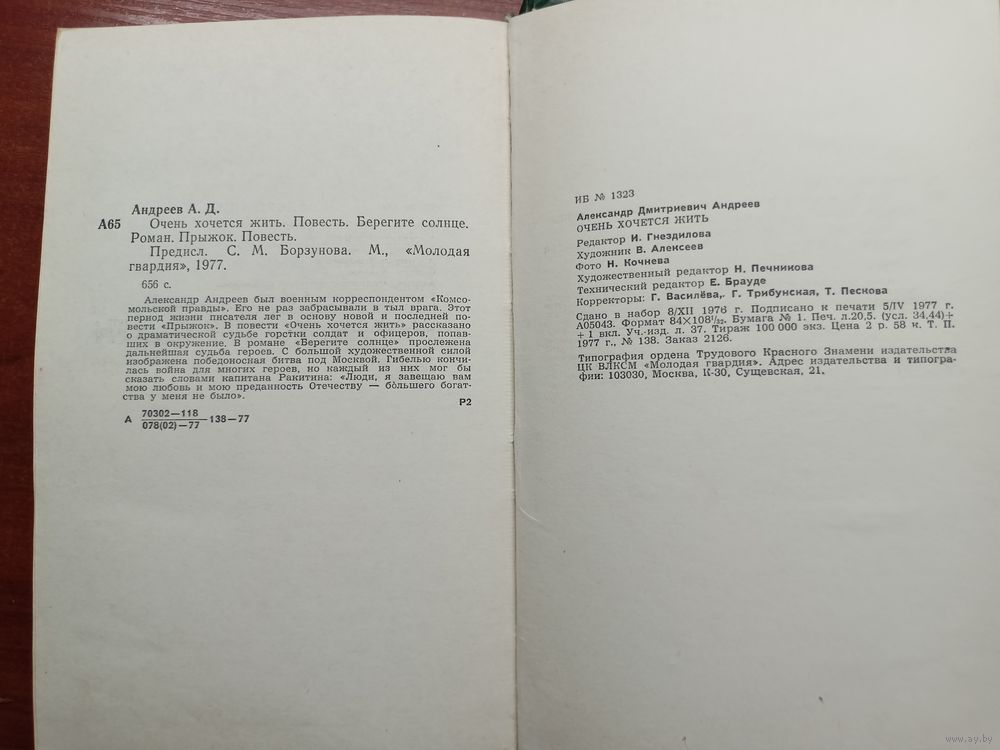 Андреев А. Д.
А65 Очень хочется жить. Повесть. Берегите солнце.
Роман. Прыжок. Повесть.
Предисл. С. М. Борзунова. М., «Молодая
гвардия», 1977.
656 с.
Александр Андреев был военным корреспондентом «Комсо-
мольской правды». Его не раз забрасывали в тыл врага. Этот
период жизни писателя лег в основу новой и последней по-
вести «Прыжок». В повести «Очень хочется жить» рассказано
о драматической судьбе горстки солдат и офицеров, попав-
ших в окружение. В романе «Берегите солнце» прослежена
дальнейшая судьба героев. С большой художественной силой
изображена победоносная битва под Москвой. Гибелью кончи-
лась война для многих героев, но каждый из них мог бы
сказать словами капитана Ракитина: «Люди, я завещаю вам
мою любовь и мою преданность Отечеству — бо́льшего богат-
ства у меня не было».
Р2
А 70302—118
078(02)—77 138—77
ИБ № 1323
Александр Дмитриевич Андреев
ОЧЕНЬ ХОЧЕТСЯ ЖИТЬ
Редактор И. Гнездилова
Художник В. Алексеев
Фото Н. Кочнева
Художественный редактор Н. Печникова
Технический редактор Е. Брауде
Корректоры: Г. Василёва, Г. Трибунская, Т. Пескова
Сдано в набор 8/XII 1976 г. Подписано к печати 5/IV 1977 г.
А05043. Формат 84×108¹/₃₂. Бумага № 1. Печ. л.20,5. (усл. 34,44)+
+1 вкл. Уч.-изд. л. 37. Тираж 100 000 экз. Цена 2 р. 58 к. Т. П.
1977 г., № 138. Заказ 2126.
Типография ордена Трудового Красного Знамени издательства
ЦК ВЛКСМ «Молодая гвардия». Адрес издательства и типогра-
фии: 103030, Москва, К-30, Сущевская, 21.
www.ay.by